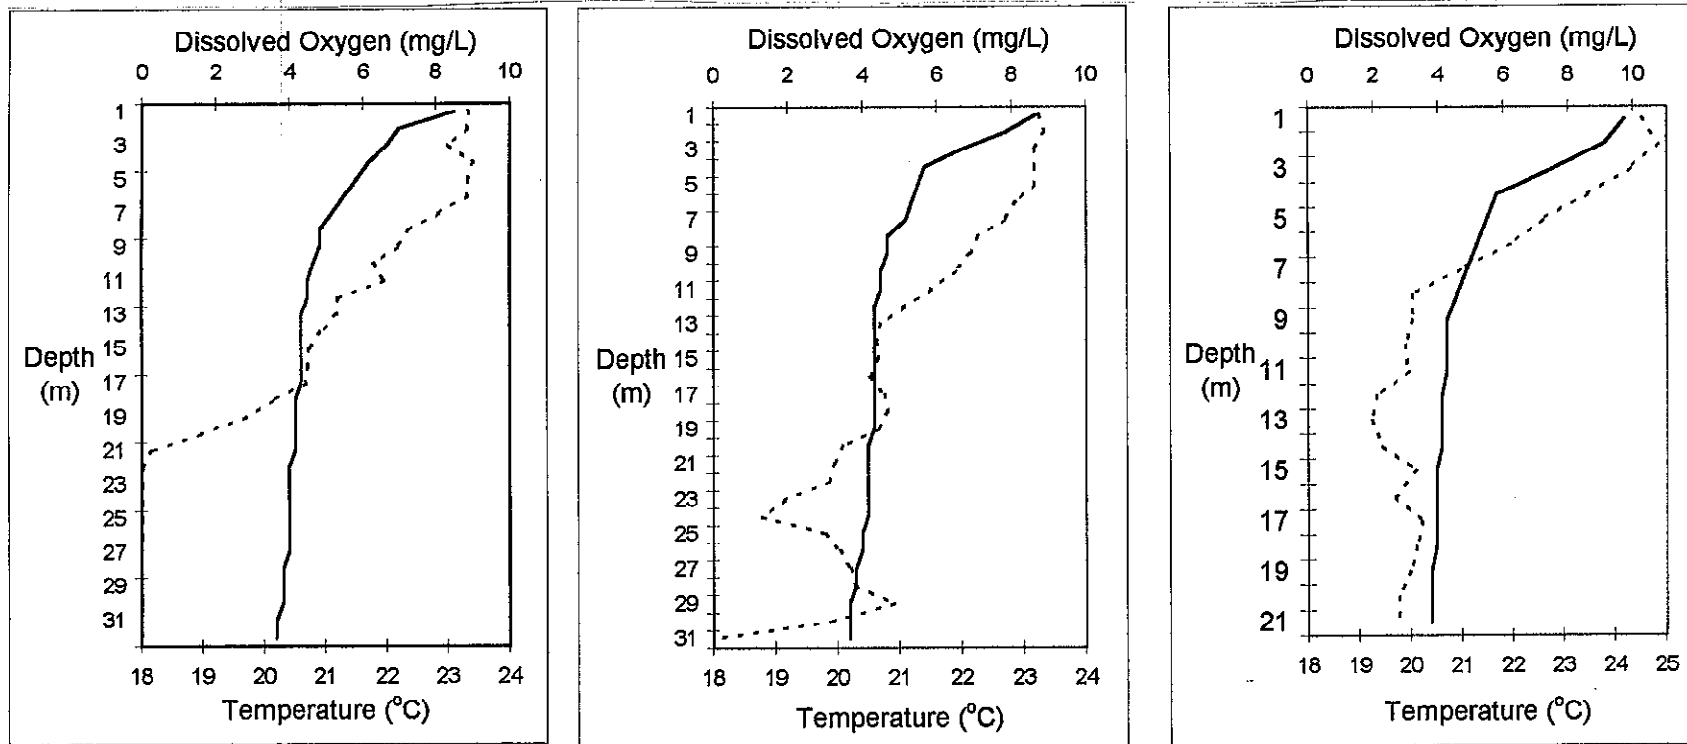 Dissolved Oxygen (mg/L)
0 2 4 6 8 10
1
3
5
7
9
11
13
15
Depth
(m)
17
19
21
23
25
27
29
31
18 19 20 21 22 23 24
Temperature (°C)
Dissolved Oxygen (mg/L)
0 2 4 6 8 10
1
3
5
7
9
11
13
15
Depth
(m)
17
19
21
23
25
27
29
31
18 19 20 21 22 23 24
Temperature (°C)
Dissolved Oxygen (mg/L)
0 2 4 6 8 10
1
3
5
7
9
Depth
(m)
11
13
15
17
19
21
18 19 20 21 22 23 24 25
Temperature (°C)